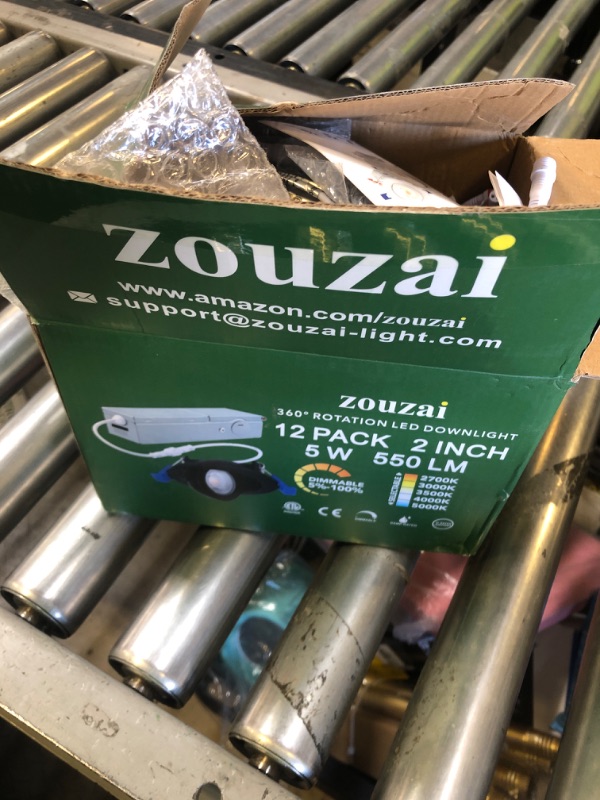 zouzai
www.amazon.com/zouzai
support@zouzai-light.com
zouzai
360° ROTATION LED DOWNLIGHT
12 PACK 2 INCH
5 W 550 LM
DIMMABLE
5%-100%
SELECTABLE
2700K
3000K
3500K
4000K
5000K
CE